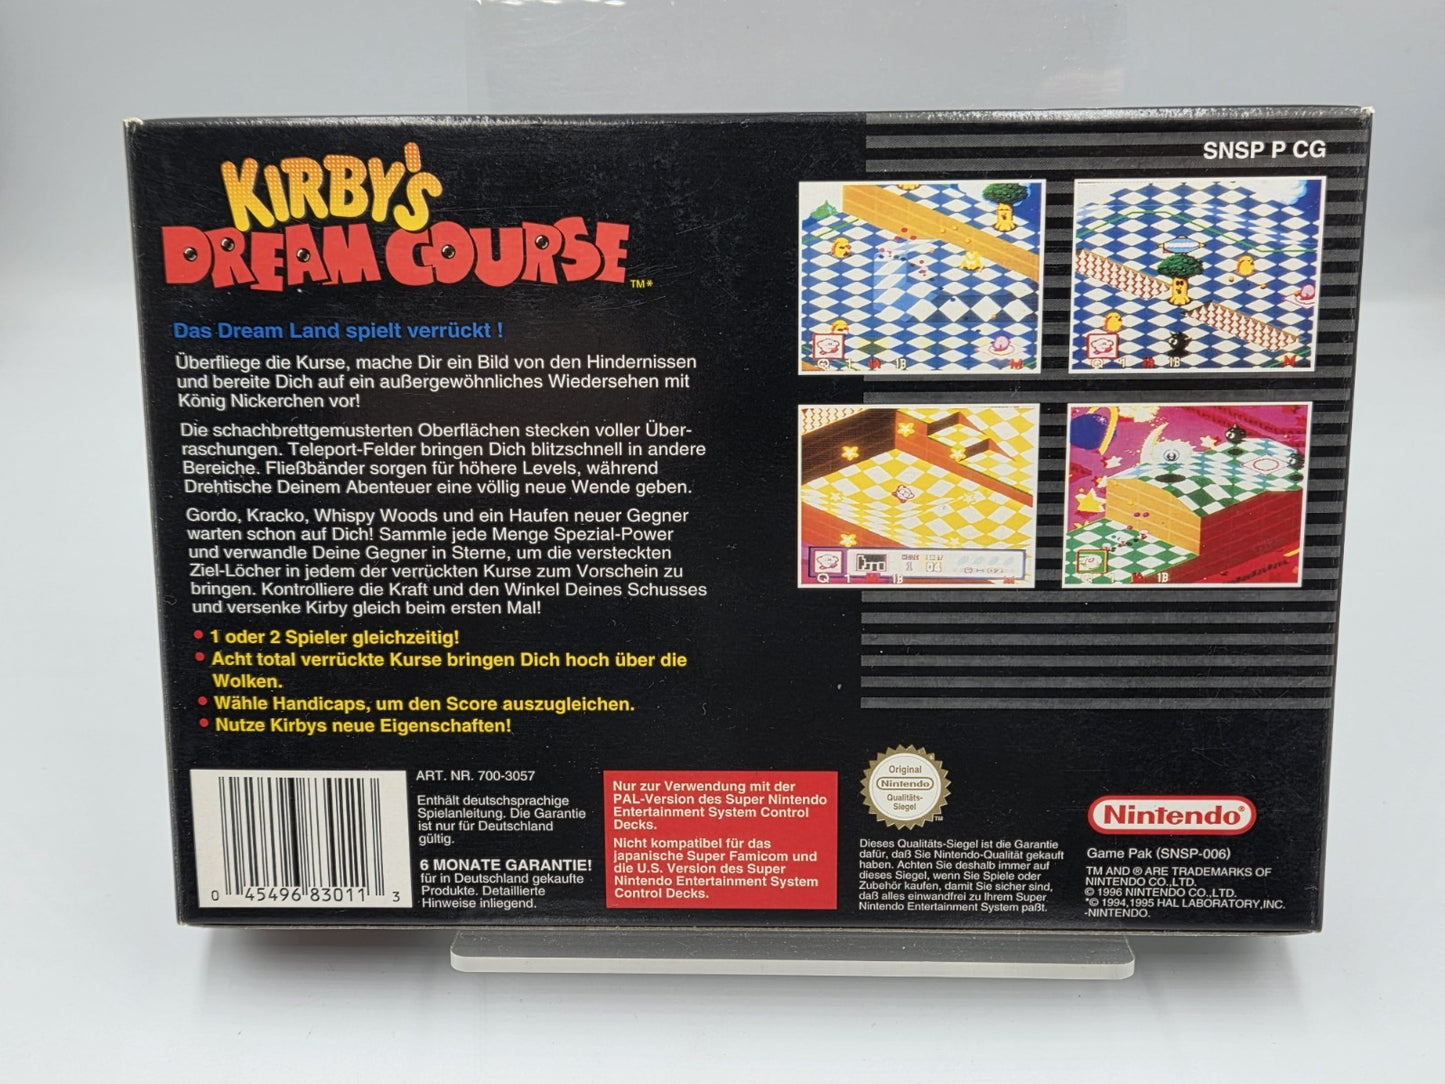 SNSP P CG
KIRBY'S
DREAM COURSE
TM*
Das Dream Land spielt verrückt !
Überfliege die Kurse, mache Dir ein Bild von den Hindernissen
und bereite Dich auf ein außergewöhnliches Wiedersehen mit
König Nickerchen vor!
Die schachbrettgemusterten Oberflächen stecken voller Über-
raschungen. Teleport-Felder bringen Dich blitzschnell in andere
Bereiche. Fließbänder sorgen für höhere Levels, während
Drehtische Deinem Abenteuer eine völlig neue Wende geben.
Gordo, Kracko, Whispy Woods und ein Haufen neuer Gegner
warten schon auf Dich! Sammle jede Menge Spezial-Power
und verwandle Deine Gegner in Sterne, um die versteckten
Ziel-Löcher in jedem der verrückten Kurse zum Vorschein zu
bringen. Kontrolliere die Kraft und den Winkel Deines Schusses
und versenke Kirby gleich beim ersten Mal!
• 1 oder 2 Spieler gleichzeitig!
• Acht total verrückte Kurse bringen Dich hoch über die
Wolken.
• Wähle Handicaps, um den Score auszugleichen.
• Nutze Kirbys neue Eigenschaften!
0 45496 83011 3
ART. NR. 700-3057
Enthält deutschsprachige
Spielanleitung. Die Garantie
ist nur für Deutschland
gültig.
6 MONATE GARANTIE!
für in Deutschland gekaufte
Produkte. Detaillierte
Hinweise inliegend.
Nur zur Verwendung mit der
PAL-Version des Super Nintendo
Entertainment System Control
Decks.
Nicht kompatibel für das
japanische Super Famicom und
die U.S. Version des Super
Nintendo Entertainment System
Control Decks.
Original
Nintendo
Qualitäts-
Siegel
TM
Dieses Qualitäts-Siegel ist die Garantie
dafür, daß Sie Nintendo-Qualität gekauft
haben. Achten Sie deshalb immer auf
dieses Siegel, wenn Sie Spiele oder
Zubehör kaufen, damit Sie sicher sind,
daß alles einwandfrei zu Ihrem Super
Nintendo Entertainment System paßt.
Nintendo®
Game Pak (SNSP-006)
TM AND ® ARE TRADEMARKS OF
NINTENDO CO.,LTD.
© 1996 NINTENDO CO.,LTD.
*© 1994,1995 HAL LABORATORY,INC.
-NINTENDO.